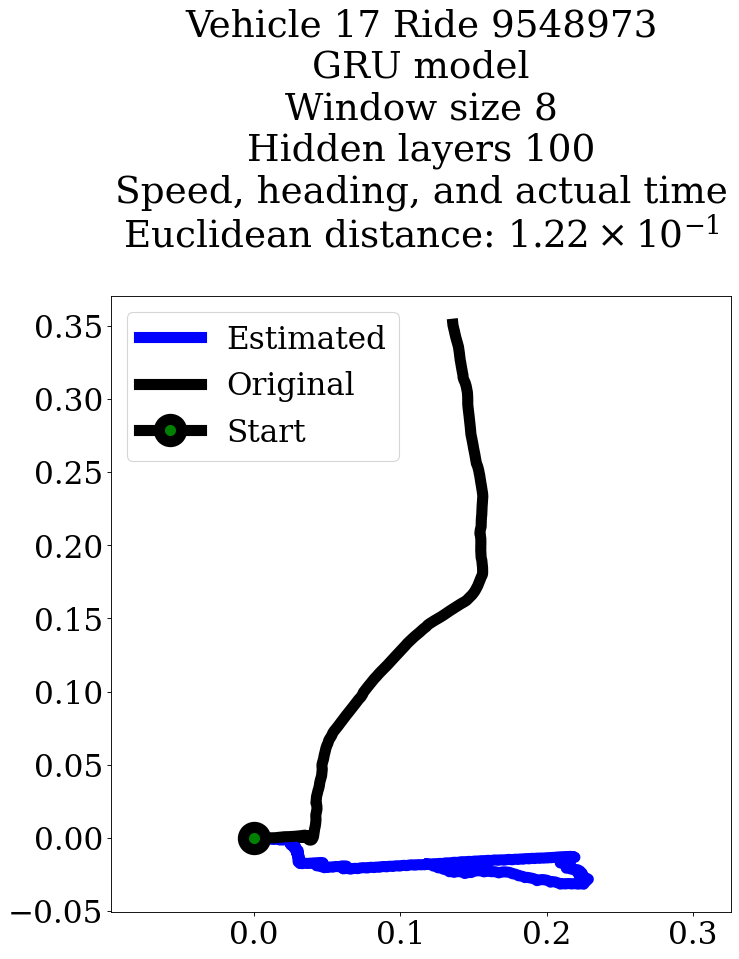 Vehicle 17 Ride 9548973
GRU model
Window size 8
Hidden layers 100
Speed, heading, and actual time
Euclidean distance: 1.22 × 10⁻¹
Estimated
Original
Start
0.35
0.30
0.25
0.20
0.15
0.10
0.05
0.00
−0.05
0.0 0.1 0.2 0.3